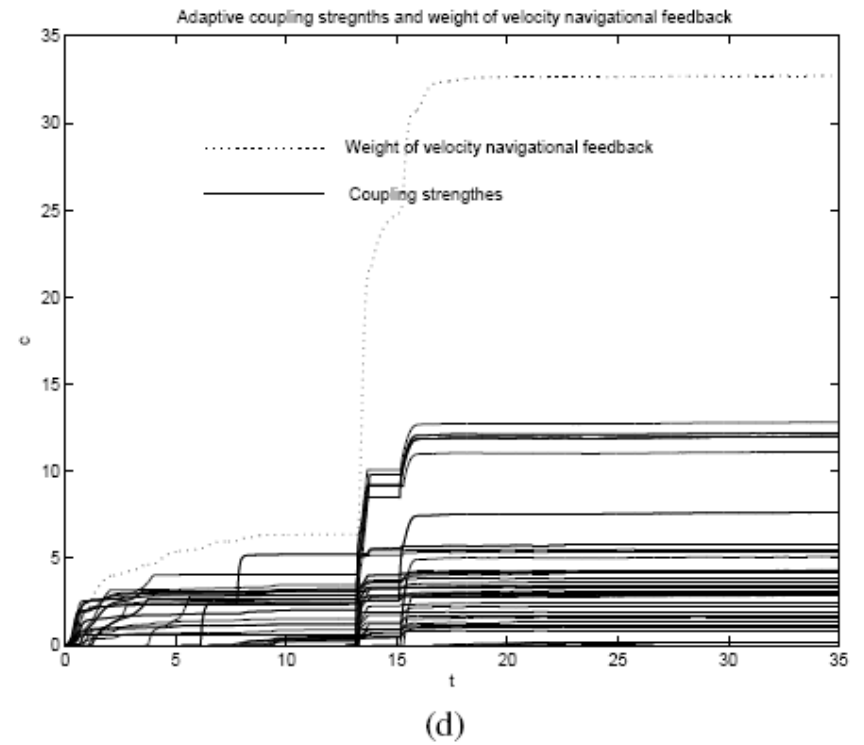 Adaptive coupling stregnths and weight of velocity navigational feedback
35
30
25
20
15
10
5
0
c
Weight of velocity navigational feedback
Coupling strengthes
0 5 10 15 20 25 30 35
t
(d)